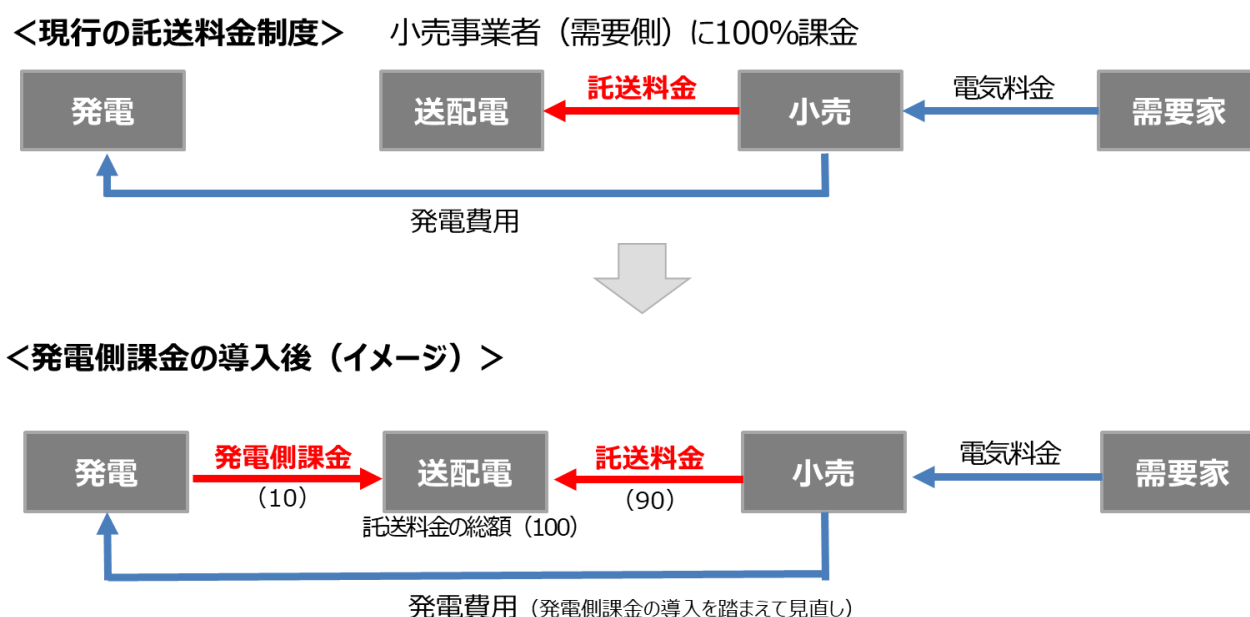 <現行の託送料金制度> 小売事業者(需要側)に100%課金
発電
送配電
託送料金
小売
電気料金
需要家
発電費用
<発電側課金の導入後(イメージ)>
発電
発電側課金
(10)
送配電
託送料金の総額(100)
託送料金
(90)
小売
電気料金
需要家
発電費用(発電側課金の導入を踏まえて見直し)